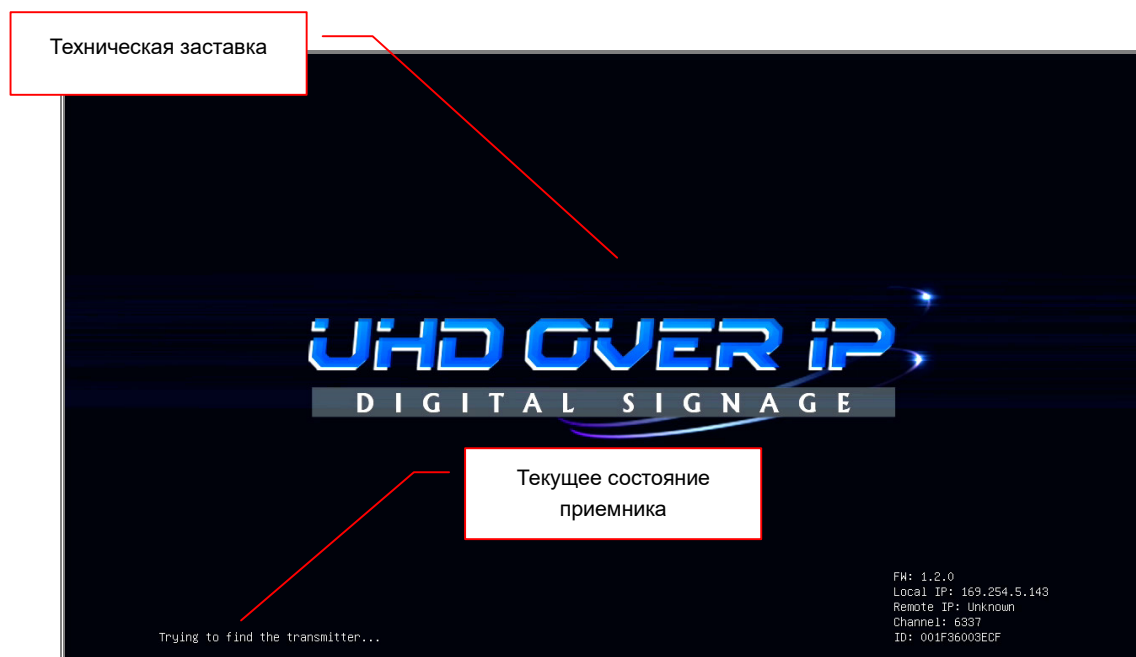 Техническая заставка
UHD OVER iP
DIGITAL SIGNAGE
Текущее состояние
приемника
FW: 1.2.0
Local IP: 169.254.5.143
Remote IP: Unknown
Channel: 6337
ID: 001F36003ECF
Trying to find the transmitter...